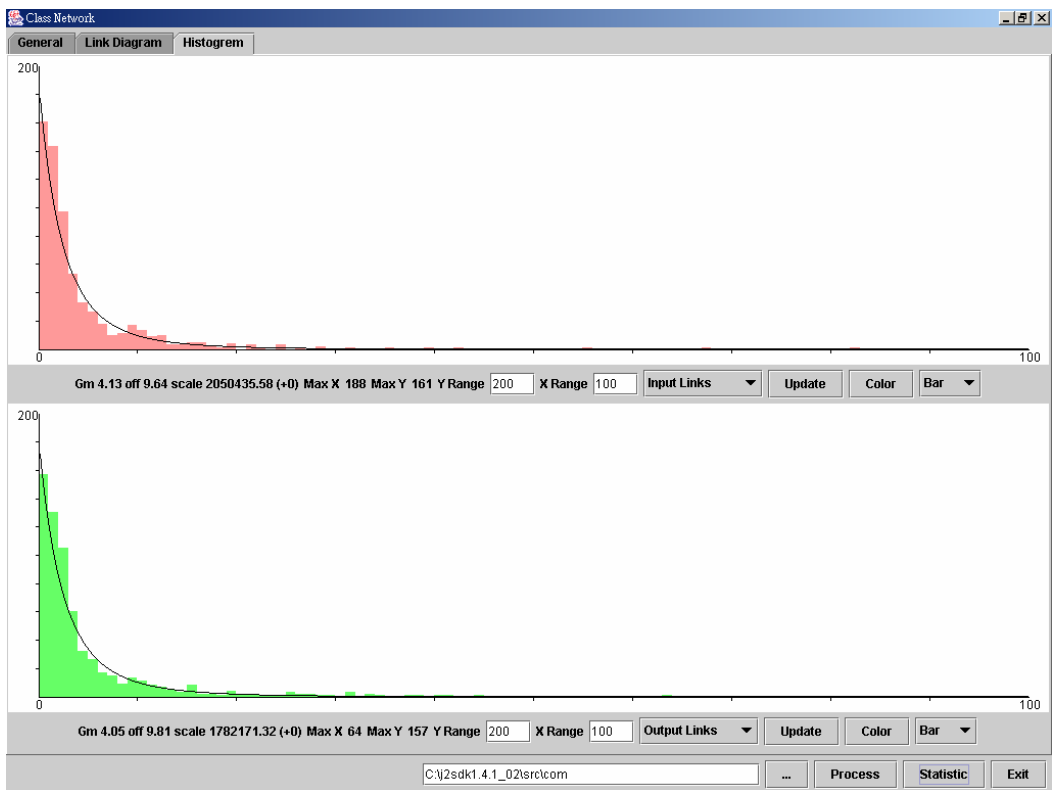 Class Network
General Link Diagram Histogrem
200
0 100
Gm 4.13 off 9.64 scale 2050435.58 (+0) Max X 188 Max Y 161 Y Range 200 X Range 100 Input Links Update Color Bar
200
0 100
Gm 4.05 off 9.81 scale 1782171.32 (+0) Max X 64 Max Y 157 Y Range 200 X Range 100 Output Links Update Color Bar
C:\j2sdk1.4.1_02\src\com ... Process Statistic Exit